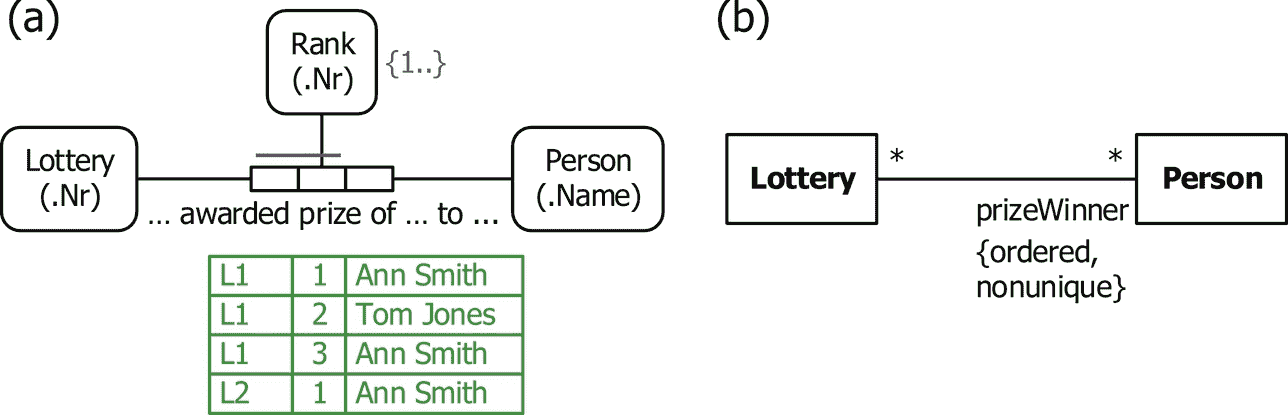 (a)
Rank
(.Nr)
{1..}
Lottery
(.Nr)
Person
(.Name)
... awarded prize of ... to ...
L1 1 Ann Smith
L1 2 Tom Jones
L1 3 Ann Smith
L2 1 Ann Smith
(b)
Lottery
*
*
Person
prizeWinner
{ordered,
nonunique}